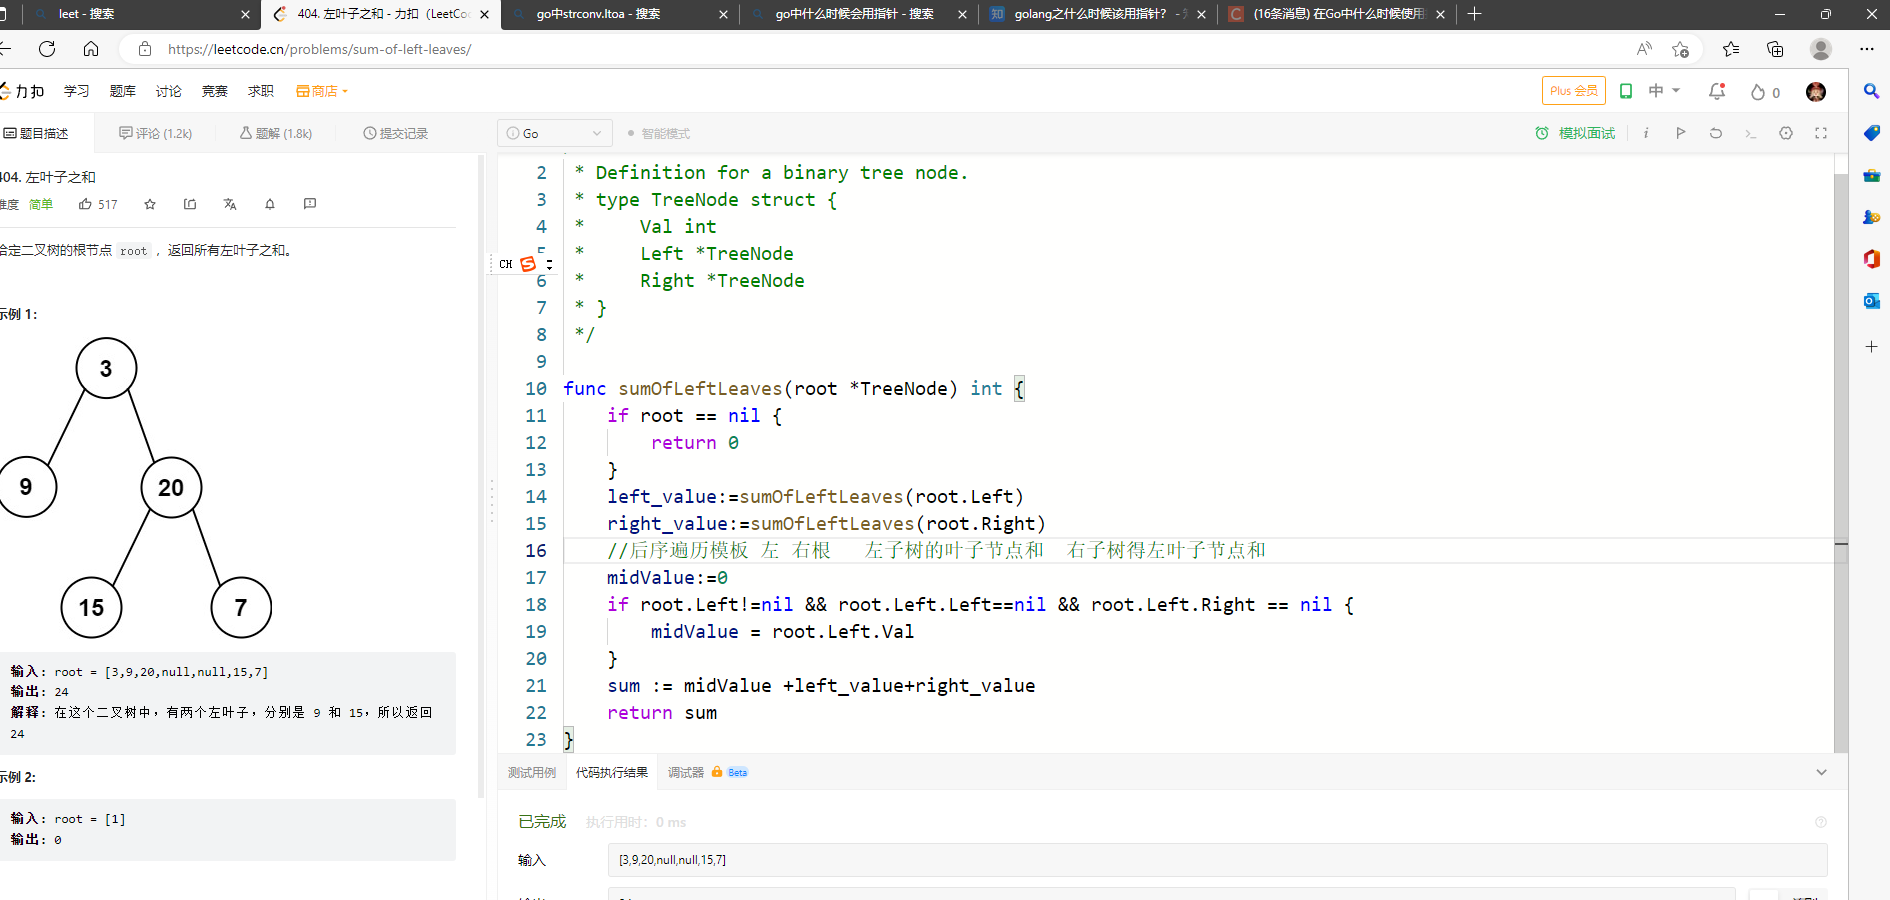 leet - 搜索
404. 左叶子之和 - 力扣 (LeetCo
go中strconv.Itoa - 搜索
go中什么时候会用指针 - 搜索
golang之什么时候该用指针? -
(16条消息) 在Go中什么时候使用
https://leetcode.cn/problems/sum-of-left-leaves/
力扣 学习 题库 讨论 竞赛 求职 商店 Plus 会员 中 0
题目描述 评论 (1.2k) 题解 (1.8k) 提交记录 Go 智能模式 模拟面试
404. 左叶子之和
难度 简单 517
给定二叉树的根节点 root ，返回所有左叶子之和。
示例 1：
3
9
20
15
7
输入: root = [3,9,20,null,null,15,7]
输出: 24
解释: 在这个二叉树中，有两个左叶子，分别是 9 和 15，所以返回
24
示例 2:
输入: root = [1]
输出: 0
2 * Definition for a binary tree node.
3 * type TreeNode struct {
4 *     Val int
5 *     Left *TreeNode
CH
6 *     Right *TreeNode
7 * }
8 */
9
10 func sumOfLeftLeaves(root *TreeNode) int {
11 if root == nil {
12 return 0
13 }
14 left_value:=sumOfLeftLeaves(root.Left)
15 right_value:=sumOfLeftLeaves(root.Right)
16 //后序遍历模板 左 右根   左子树的叶子节点和  右子树得左叶子节点和
17 midValue:=0
18 if root.Left!=nil && root.Left.Left==nil && root.Left.Right == nil {
19 midValue = root.Left.Val
20 }
21 sum := midValue +left_value+right_value
22 return sum
23 }
测试用例 代码执行结果 调试器 Beta
已完成 执行用时: 0 ms
输入 [3,9,20,null,null,15,7]